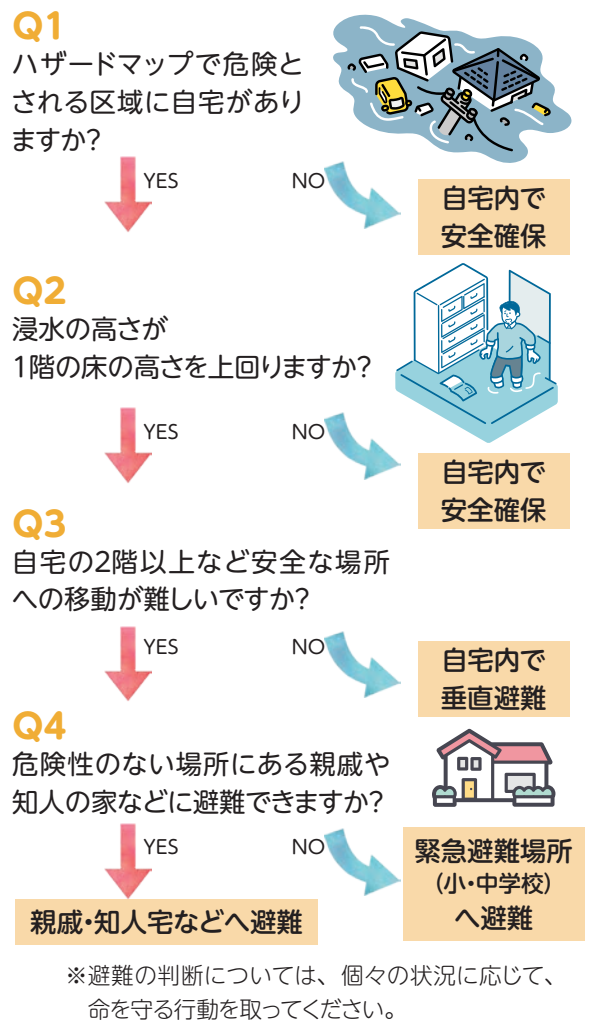 Q1
ハザードマップで危険と
される区域に自宅があり
ますか?
YES
NO
自宅内で
安全確保
Q2
浸水の高さが
1階の床の高さを上回りますか?
YES
NO
自宅内で
安全確保
Q3
自宅の2階以上など安全な場所
への移動が難しいですか?
YES
NO
自宅内で
垂直避難
Q4
危険性のない場所にある親戚や
知人の家などに避難できますか?
YES
NO
親戚・知人宅などへ避難
緊急避難場所
(小・中学校)
へ避難
※避難の判断については、個々の状況に応じて、
命を守る行動を取ってください。